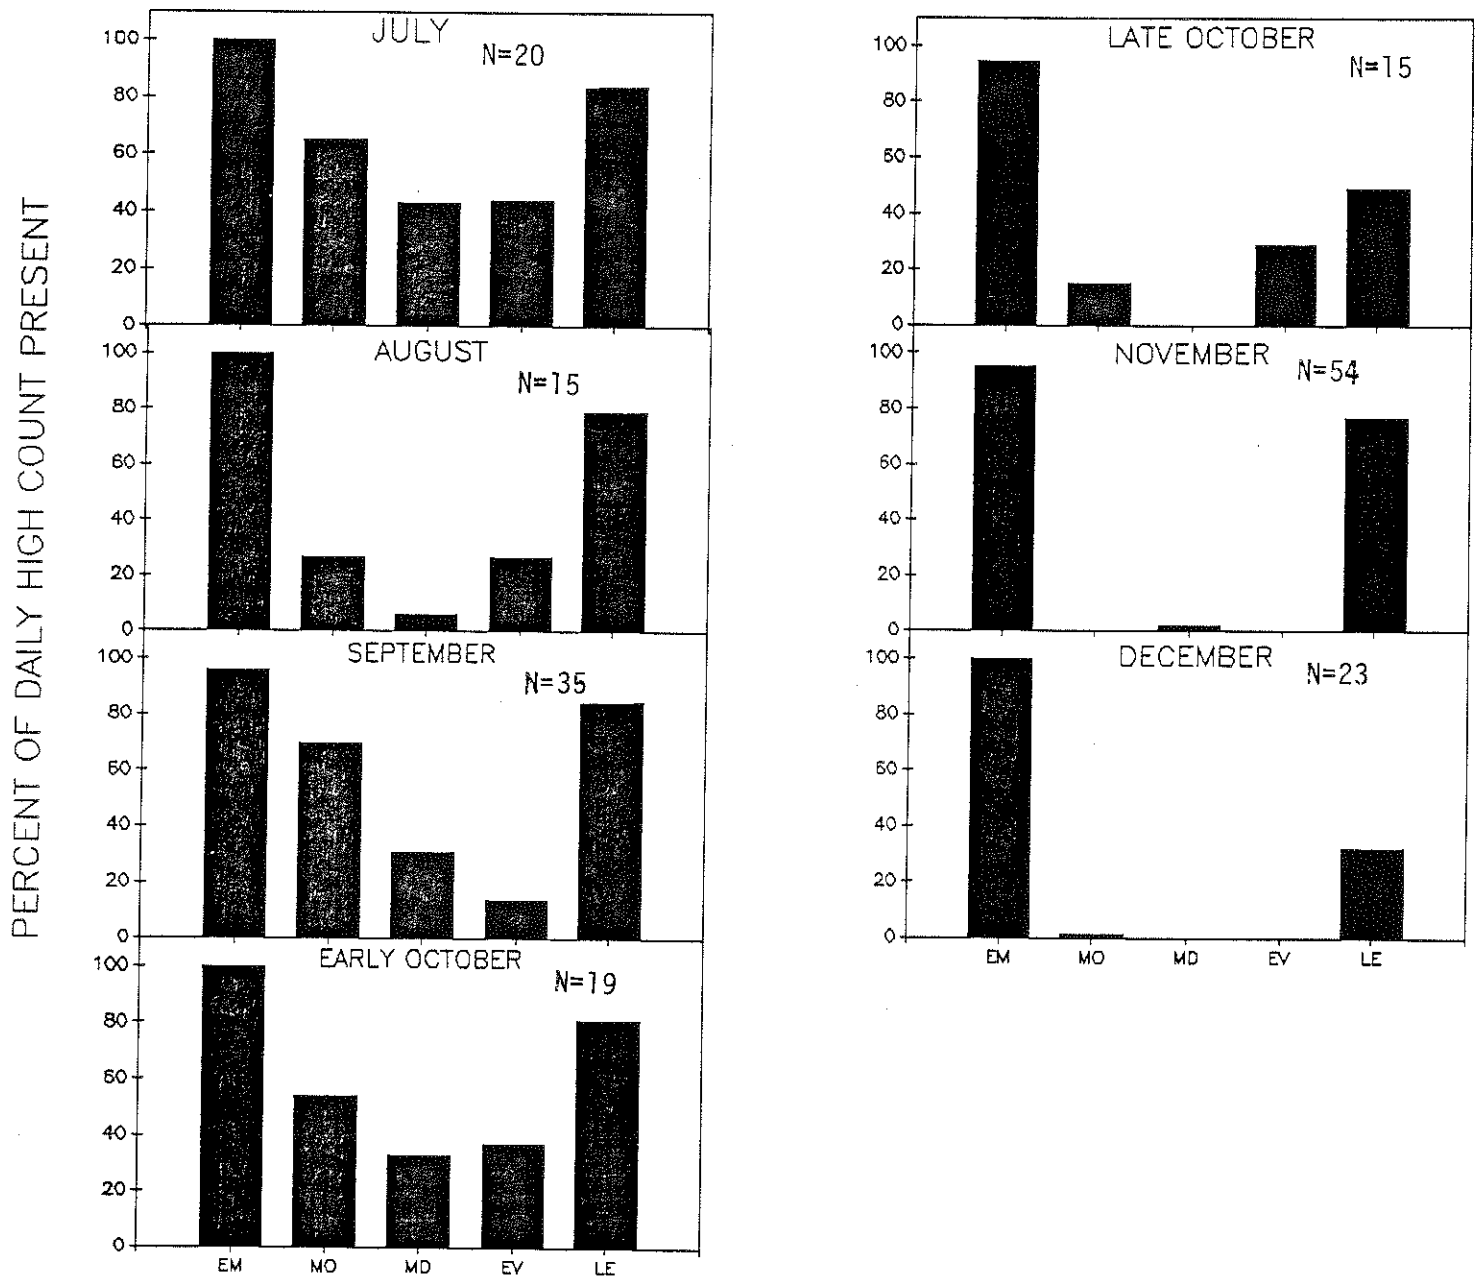 PERCENT OF DAILY HIGH COUNT PRESENT
JULY
N=20
100
80
60
40
20
0
AUGUST
N=15
100
80
60
40
20
0
SEPTEMBER
N=35
100
80
60
40
20
0
EARLY OCTOBER
N=19
100
80
60
40
20
0
EM MO MD EV LE
LATE OCTOBER
N=15
100
80
60
40
20
0
NOVEMBER
N=54
100
80
60
40
20
0
DECEMBER
N=23
100
80
60
40
20
0
EM MO MD EV LE